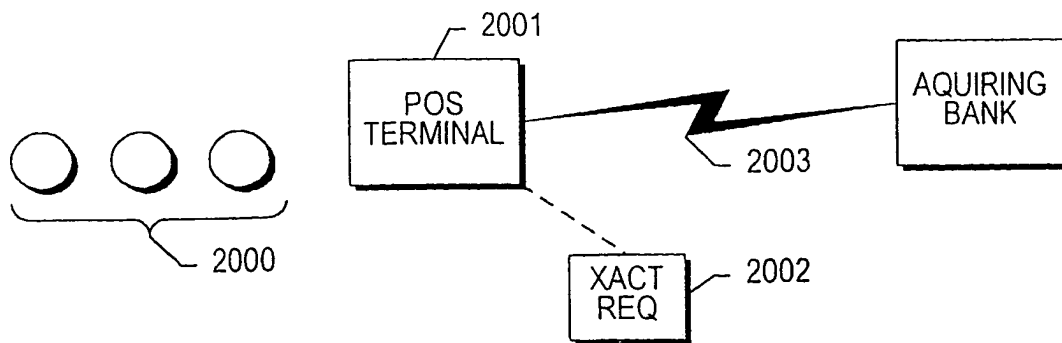 2001
POS
TERMINAL
AQUIRING
BANK
2003
2000
XACT
REQ
2002